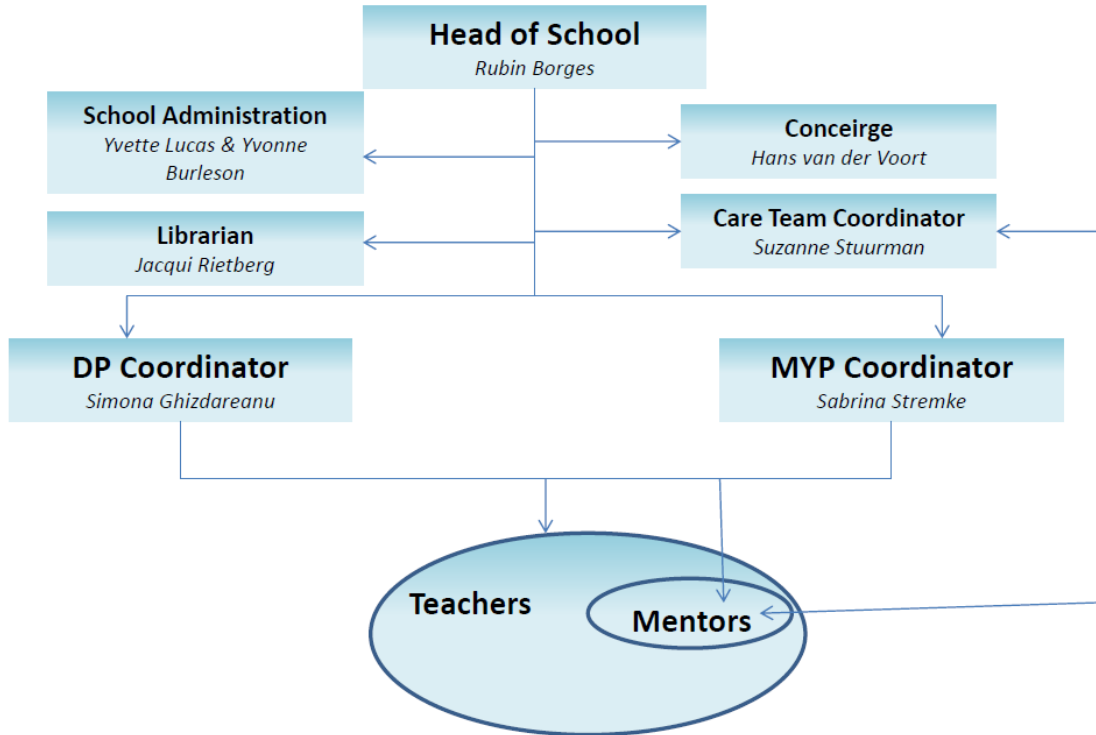 Head of School
Rubin Borges
School Administration
Yvette Lucas & Yvonne
Burleson
Conceirge
Hans van der Voort
Librarian
Jacqui Rietberg
Care Team Coordinator
Suzanne Stuurman
DP Coordinator
Simona Ghizdareanu
MYP Coordinator
Sabrina Stremke
Teachers
Mentors